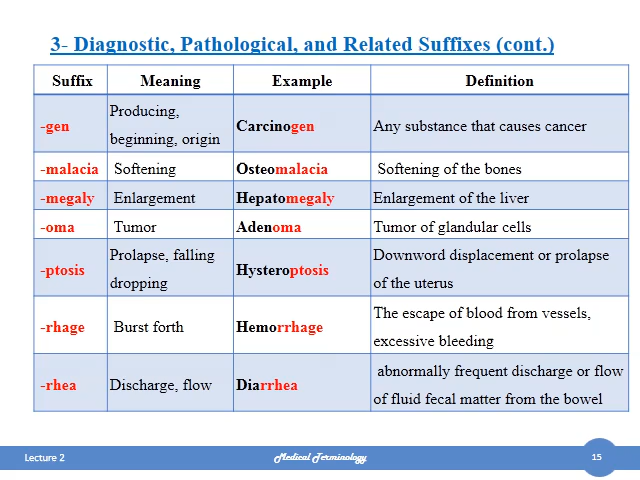 3- Diagnostic, Pathological, and Related Suffixes (cont.)
Suffix Meaning Example Definition
-gen Producing, beginning, origin Carcinogen Any substance that causes cancer
-malacia Softening Osteomalacia Softening of the bones
-megaly Enlargement Hepatomegaly Enlargement of the liver
-oma Tumor Adenoma Tumor of glandular cells
-ptosis Prolapse, falling dropping Hysteroptosis Downword displacement or prolapse of the uterus
-rhage Burst forth Hemorrhage The escape of blood from vessels, excessive bleeding
-rhea Discharge, flow Diarrhea abnormally frequent discharge or flow of fluid fecal matter from the bowel
Lecture 2 Medical Terminology 15